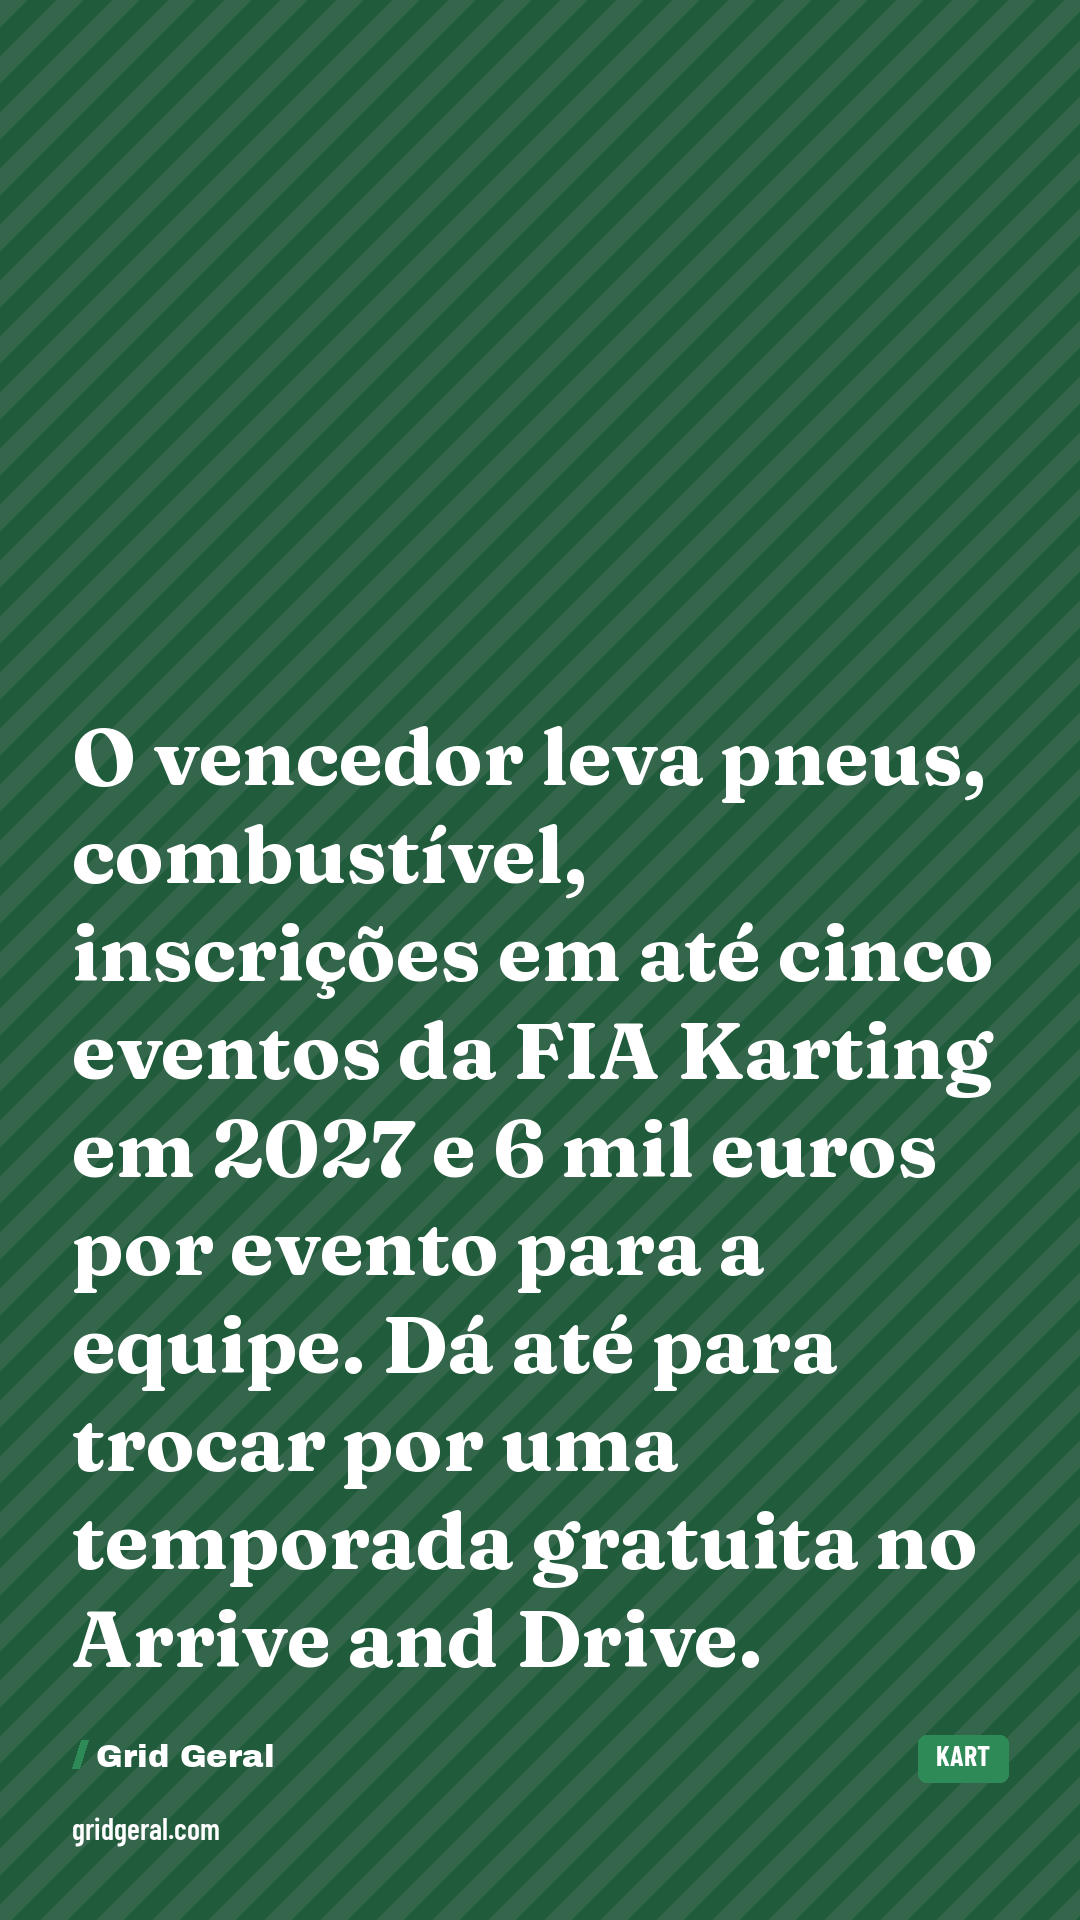 O vencedor leva pneus,
combustível,
inscrições em até cinco
eventos da FIA Karting
em 2027 e 6 mil euros
por evento para a
equipe. Dá até para
trocar por uma
temporada gratuita no
Arrive and Drive.
/ Grid Geral
KART
gridgeral.com